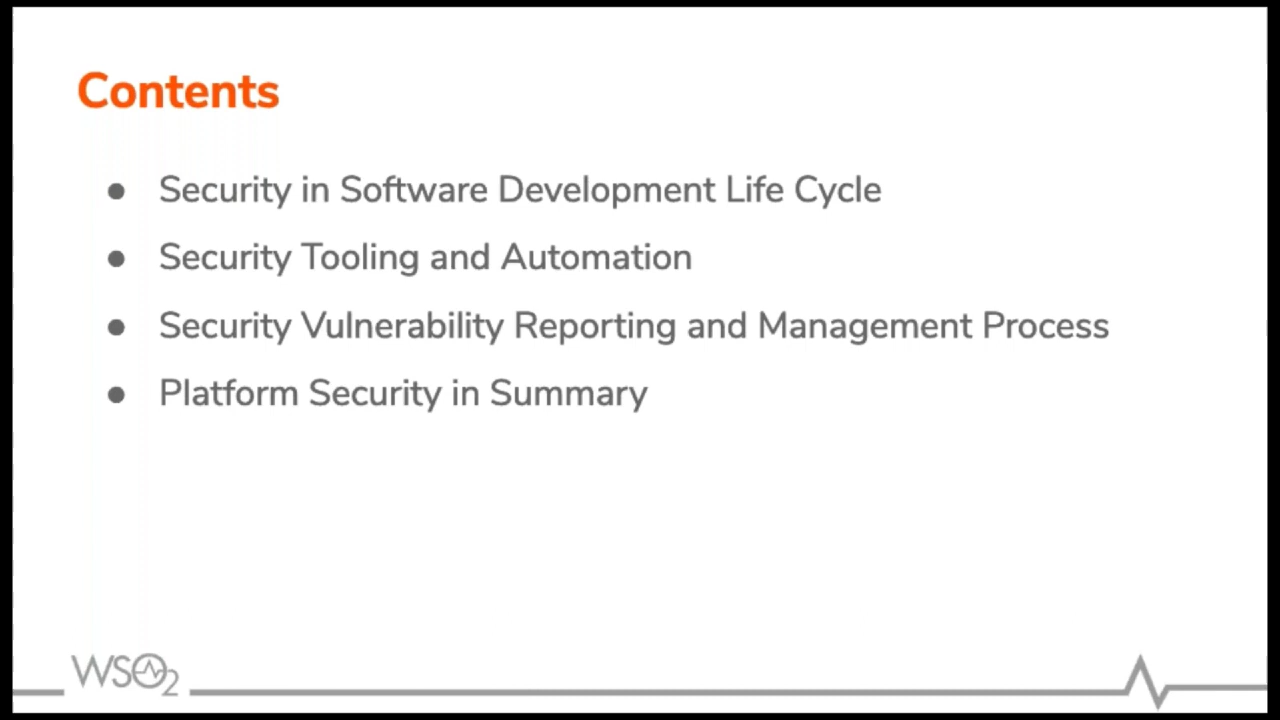 Contents
● Security in Software Development Life Cycle
● Security Tooling and Automation
● Security Vulnerability Reporting and Management Process
● Platform Security in Summary
WSO2